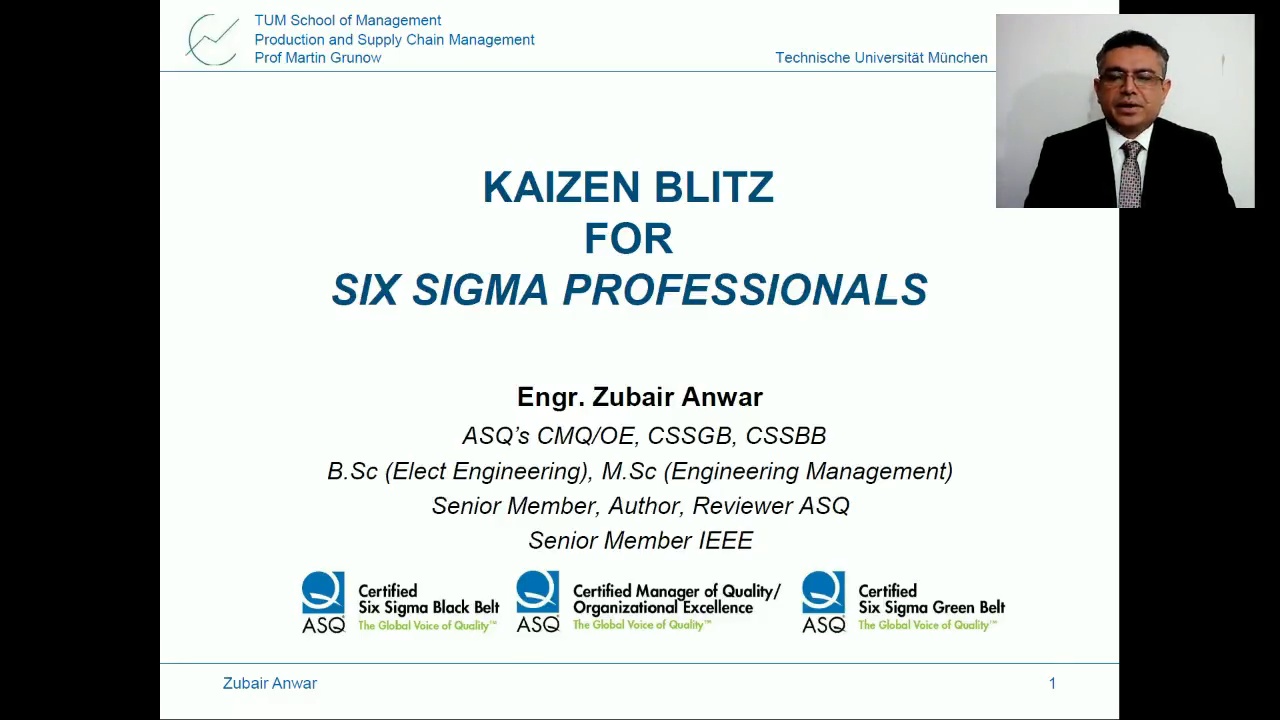 TUM School of Management
Production and Supply Chain Management
Prof Martin Grunow
Technische Universität München
KAIZEN BLITZ
FOR
SIX SIGMA PROFESSIONALS
Engr. Zubair Anwar
ASQ’s CMQ/OE, CSSGB, CSSBB
B.Sc (Elect Engineering), M.Sc (Engineering Management)
Senior Member, Author, Reviewer ASQ
Senior Member IEEE
ASQ
Certified
Six Sigma Black Belt
The Global Voice of Quality™
ASQ
Certified Manager of Quality/
Organizational Excellence
The Global Voice of Quality™
ASQ
Certified
Six Sigma Green Belt
The Global Voice of Quality™
Zubair Anwar
1